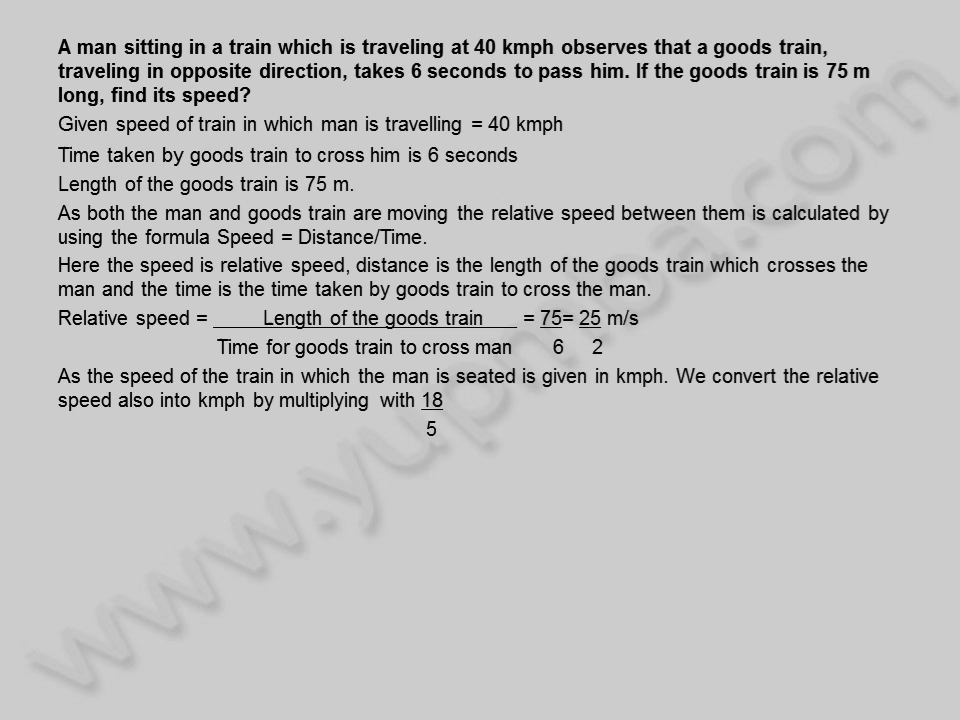 A man sitting in a train which is traveling at 40 kmph observes that a goods train,
traveling in opposite direction, takes 6 seconds to pass him. If the goods train is 75 m
long, find its speed?
Given speed of train in which man is travelling = 40 kmph
Time taken by goods train to cross him is 6 seconds
Length of the goods train is 75 m.
As both the man and goods train are moving the relative speed between them is calculated by
using the formula Speed = Distance/Time.
Here the speed is relative speed, distance is the length of the goods train which crosses the
man and the time is the time taken by goods train to cross the man.
Relative speed = Length of the goods train = 75= 25 m/s
Time for goods train to cross man 6 2
As the speed of the train in which the man is seated is given in kmph. We convert the relative
speed also into kmph by multiplying with 18
5
www.yupmoa.com